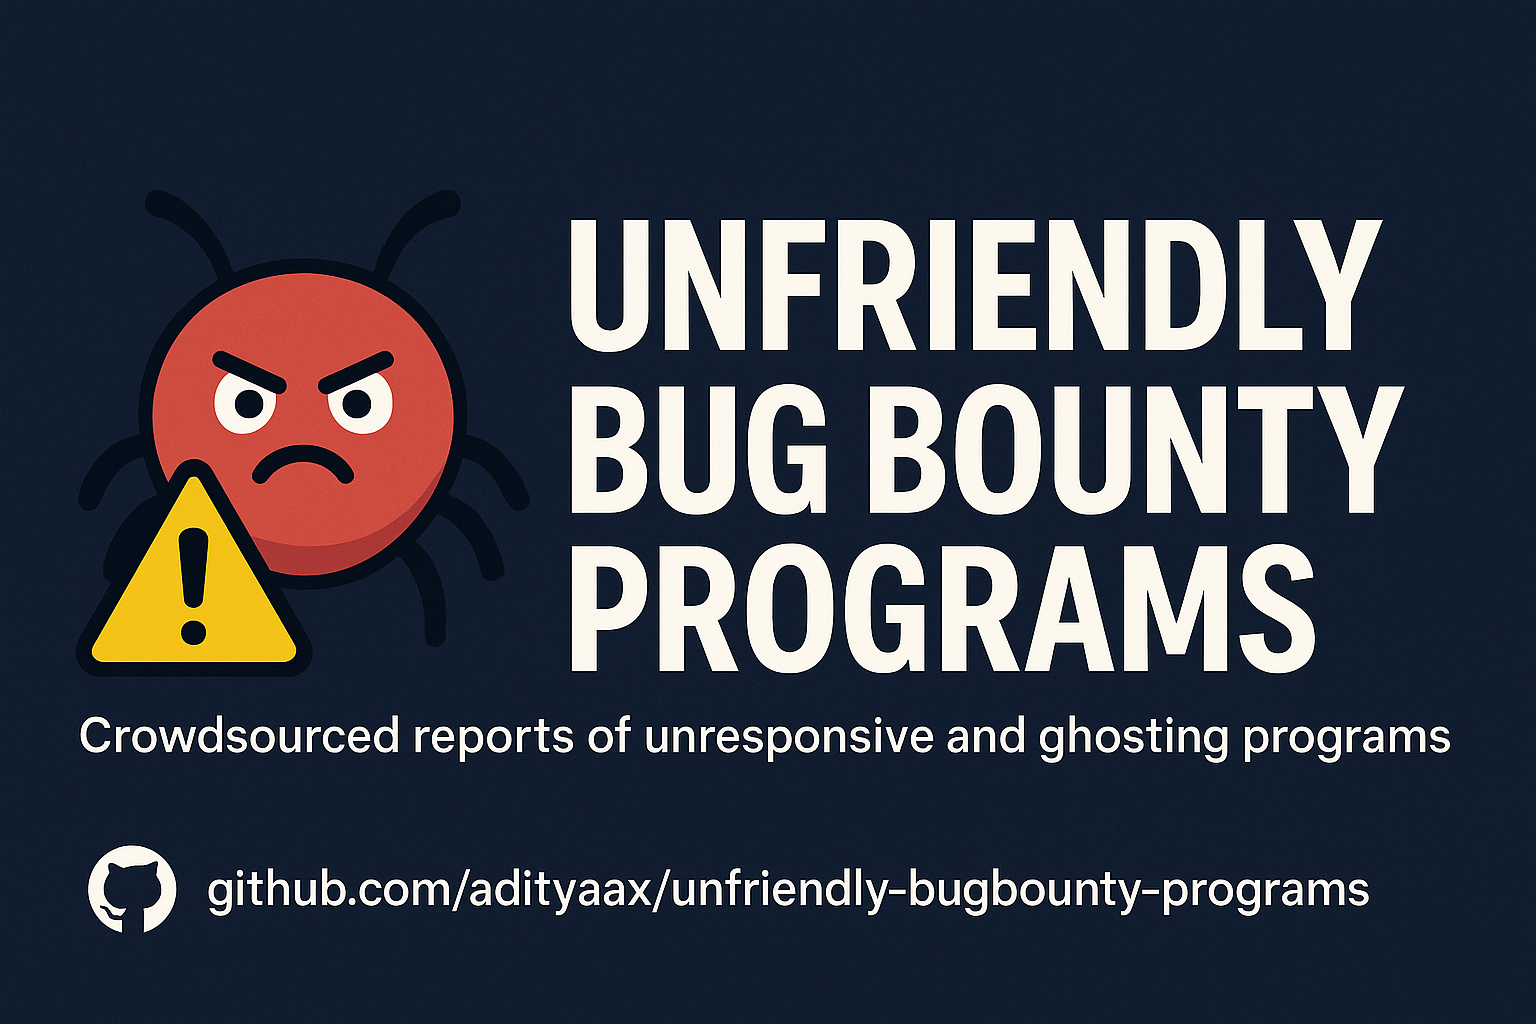 UNFRIENDLY
BUG BOUNTY
PROGRAMS
Crowdsourced reports of unresponsive and ghosting programs
github.com/adityaax/unfriendly-bugbounty-programs